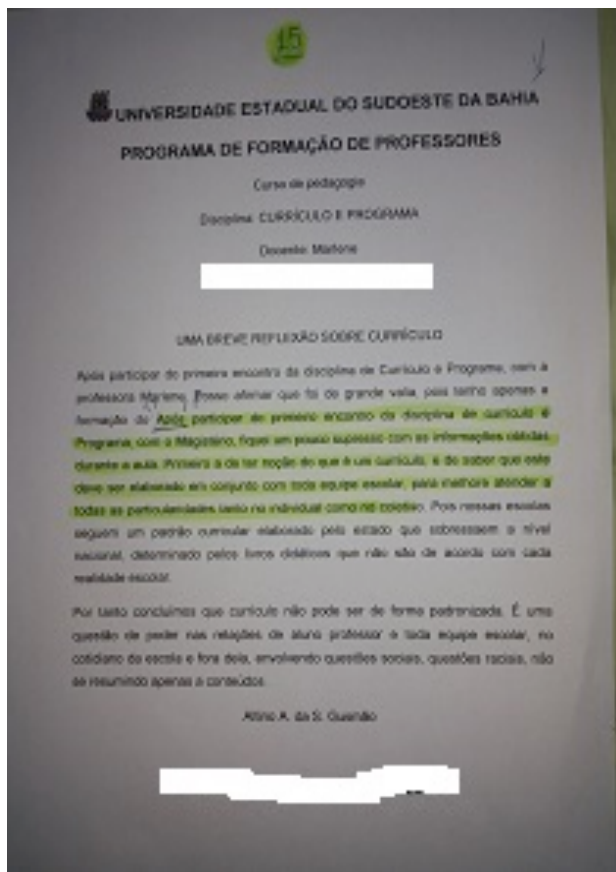 15
UNIVERSIDADE ESTADUAL DO SUDOESTE DA BAHIA
PROGRAMA DE FORMAÇÃO DE PROFESSORES
Curso de pedagogia
Disciplina: CURRÍCULO E PROGRAMA
Docente: Marlene
UMA BREVE REFLEIXÃO SOBRE CURRÍCULO
Após participar do primeiro encontro da disciplina de Currículo e Programa, com a
professora Marlene, Posso afirmar que foi de grande valia, pois tenho apenas a
formação do Após participar do primeiro encontro da disciplina de currículo e
Programa, com o Magistério, fiquei um pouco supresso com as informações obtidas
durante a aula. Primeiro a de ter noção do que é um currículo, e de saber que este
deve ser elaborado em conjunto com toda equipe escolar, para melhora atender a
todas as particularidades tanto no individual como no coletivo. Pois nossas escolas
seguem um padrão curricular elaborado pelo estado que sobressaem a nível
nacional, determinado pelos livros didáticos que não são de acordo com cada
realidade escolar.
Por tanto concluímos que currículo não pode ser de forma padronizada. É uma
questão de poder nas relações de aluno professor e toda equipe escolar, no
cotidiano da escola e fora dela, envolvendo questões sociais, questões raciais, não
se resumindo apenas a conteúdos.
A. da S.